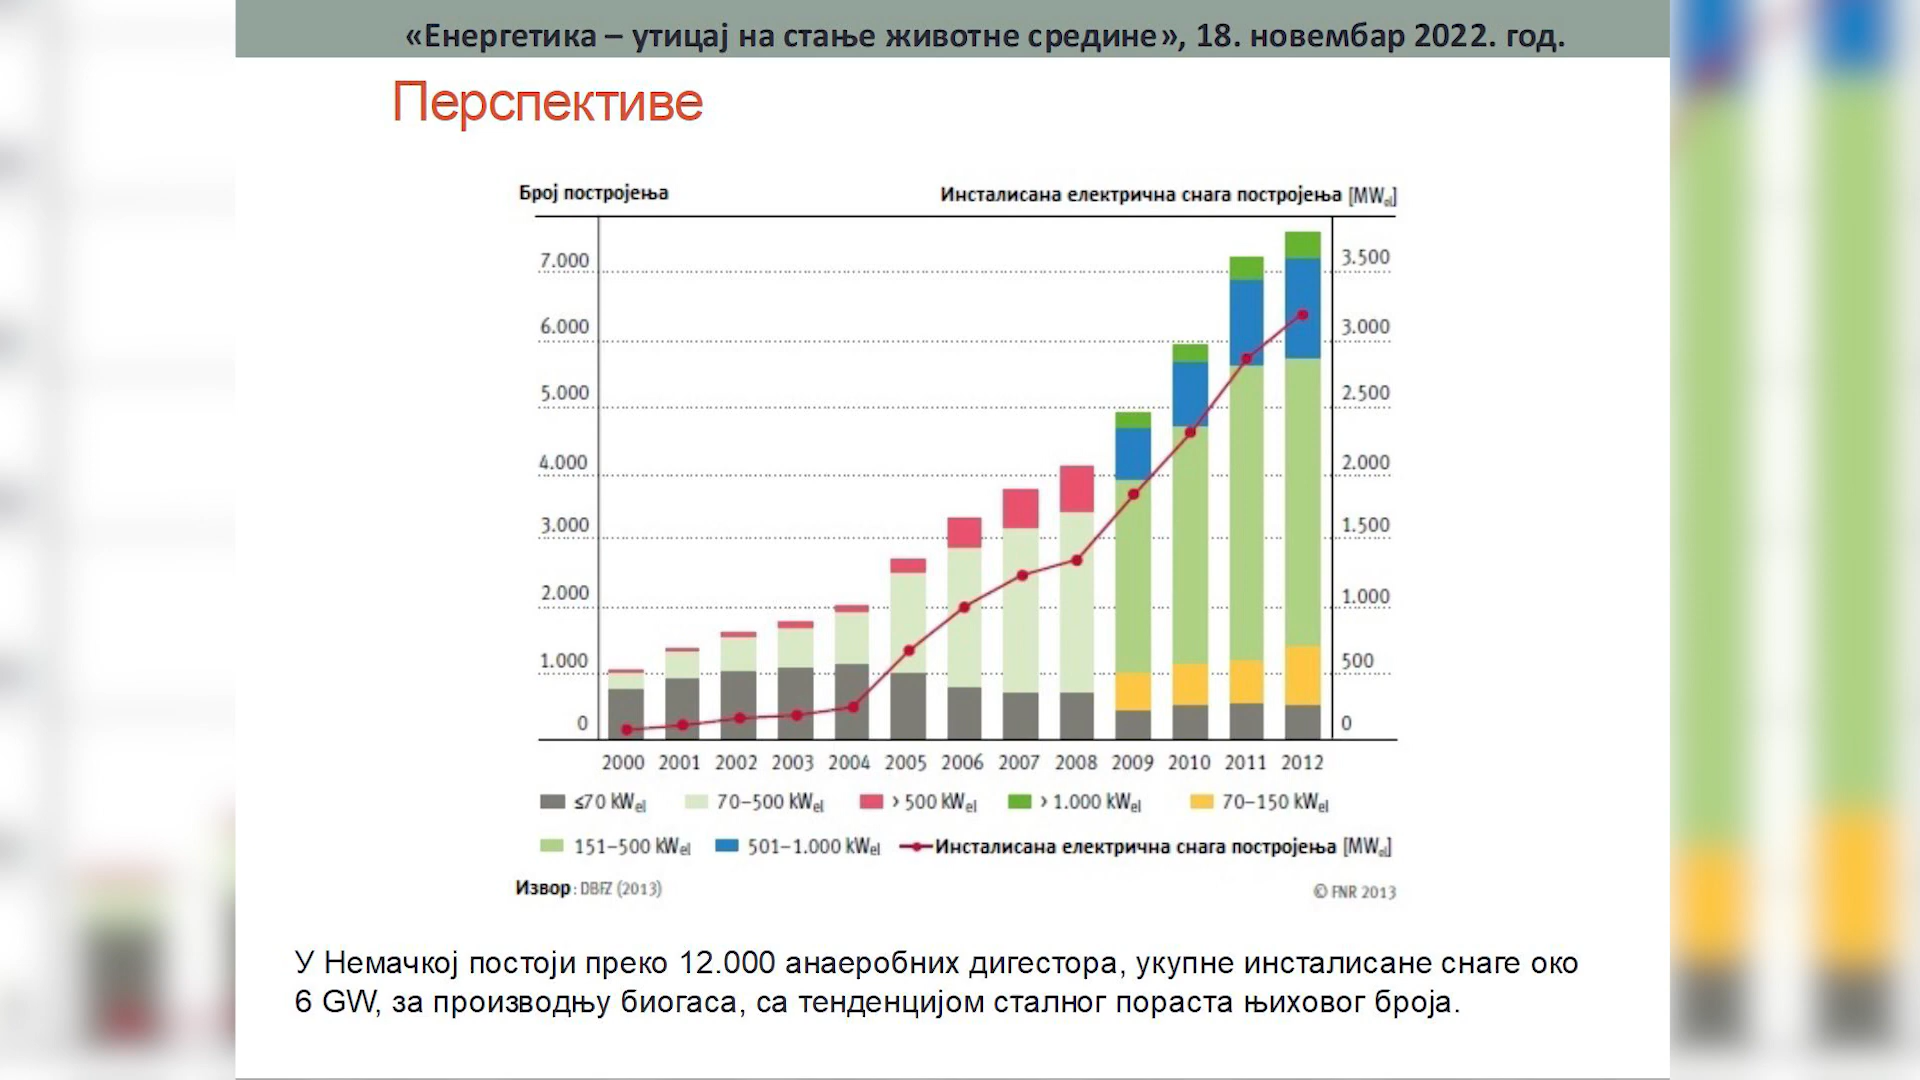 «Енергетика – утицај на стање животне средине», 18. новембар 2022. год.
Перспективе
Број постројења
Инсталисана електрична снага постројења [MWel]
7.000
6.000
5.000
4.000
3.000
2.000
1.000
0
3.500
3.000
2.500
2.000
1.500
1.000
500
0
2000 2001 2002 2003 2004 2005 2006 2007 2008 2009 2010 2011 2012
≤70 kWel 70–500 kWel > 500 kWel > 1.000 kWel 70–150 kWel
151–500 kWel 501–1.000 kWel Инсталисана електрична снага постројења [MWel]
Извор : DBFZ (2013)
© FNR 2013
У Немачкој постоји преко 12.000 анаеробних дигестора, укупне инсталисане снаге око
6 GW, за производњу биогаса, са тенденцијом сталног пораста њиховог броја.